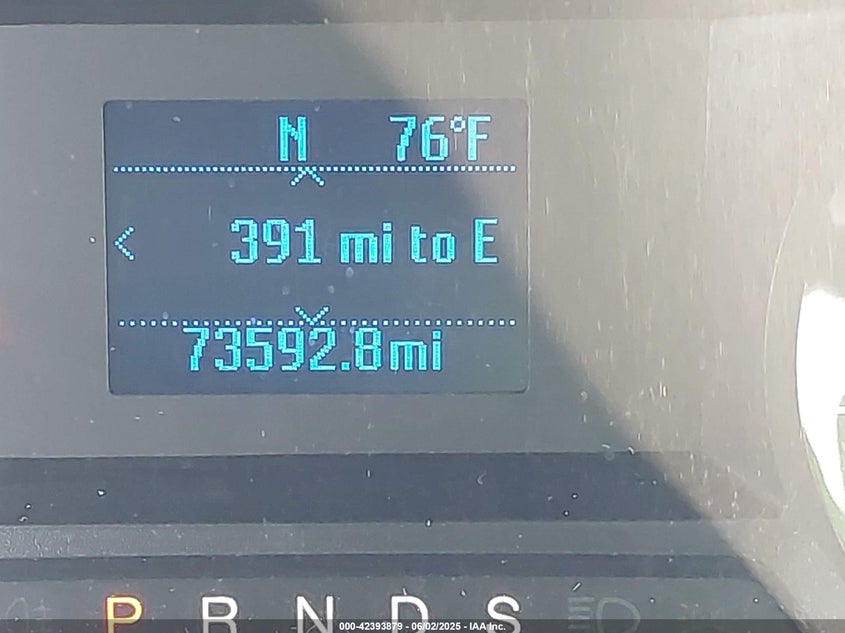 N 76°F
< 391 mi to E
73592.8mi
P R N D S
000-42393879 - 06/02/2025 - IAA Inc.